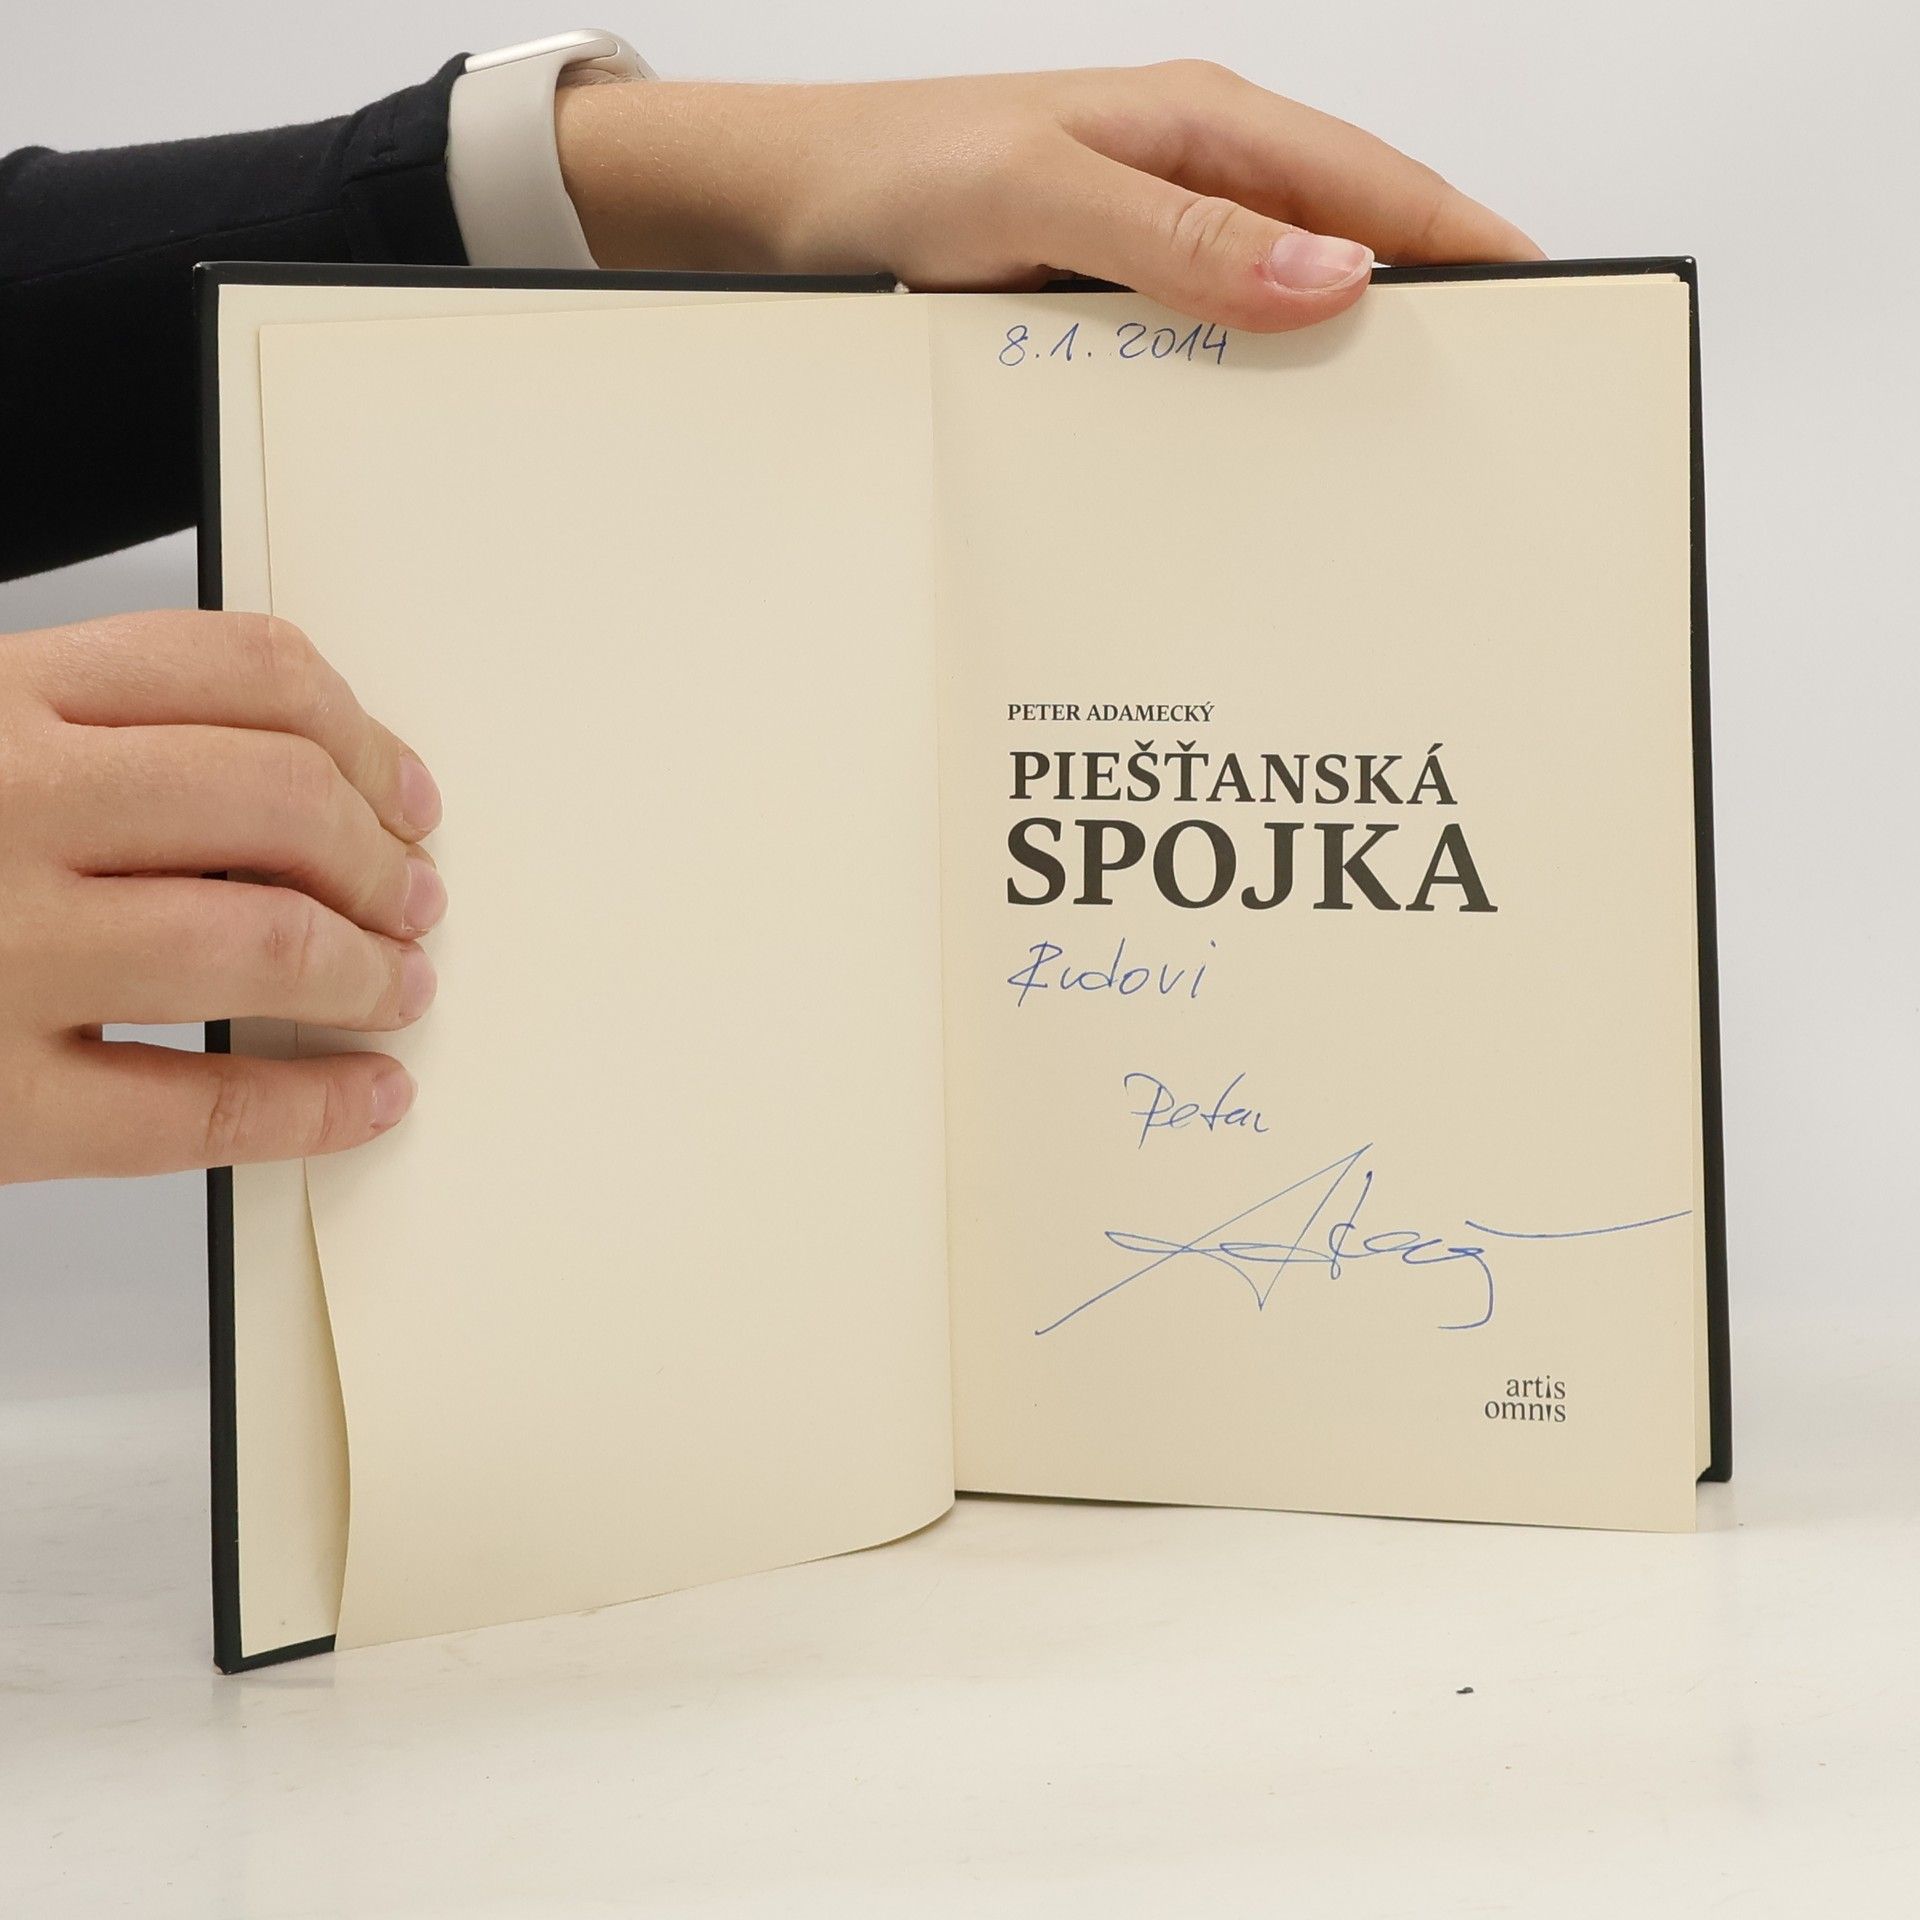 8.1.2014
PETER ADAMECKÝ
PIEŠŤANSKÁ
SPOJKA
Rudovi
Peter
artis
omnis